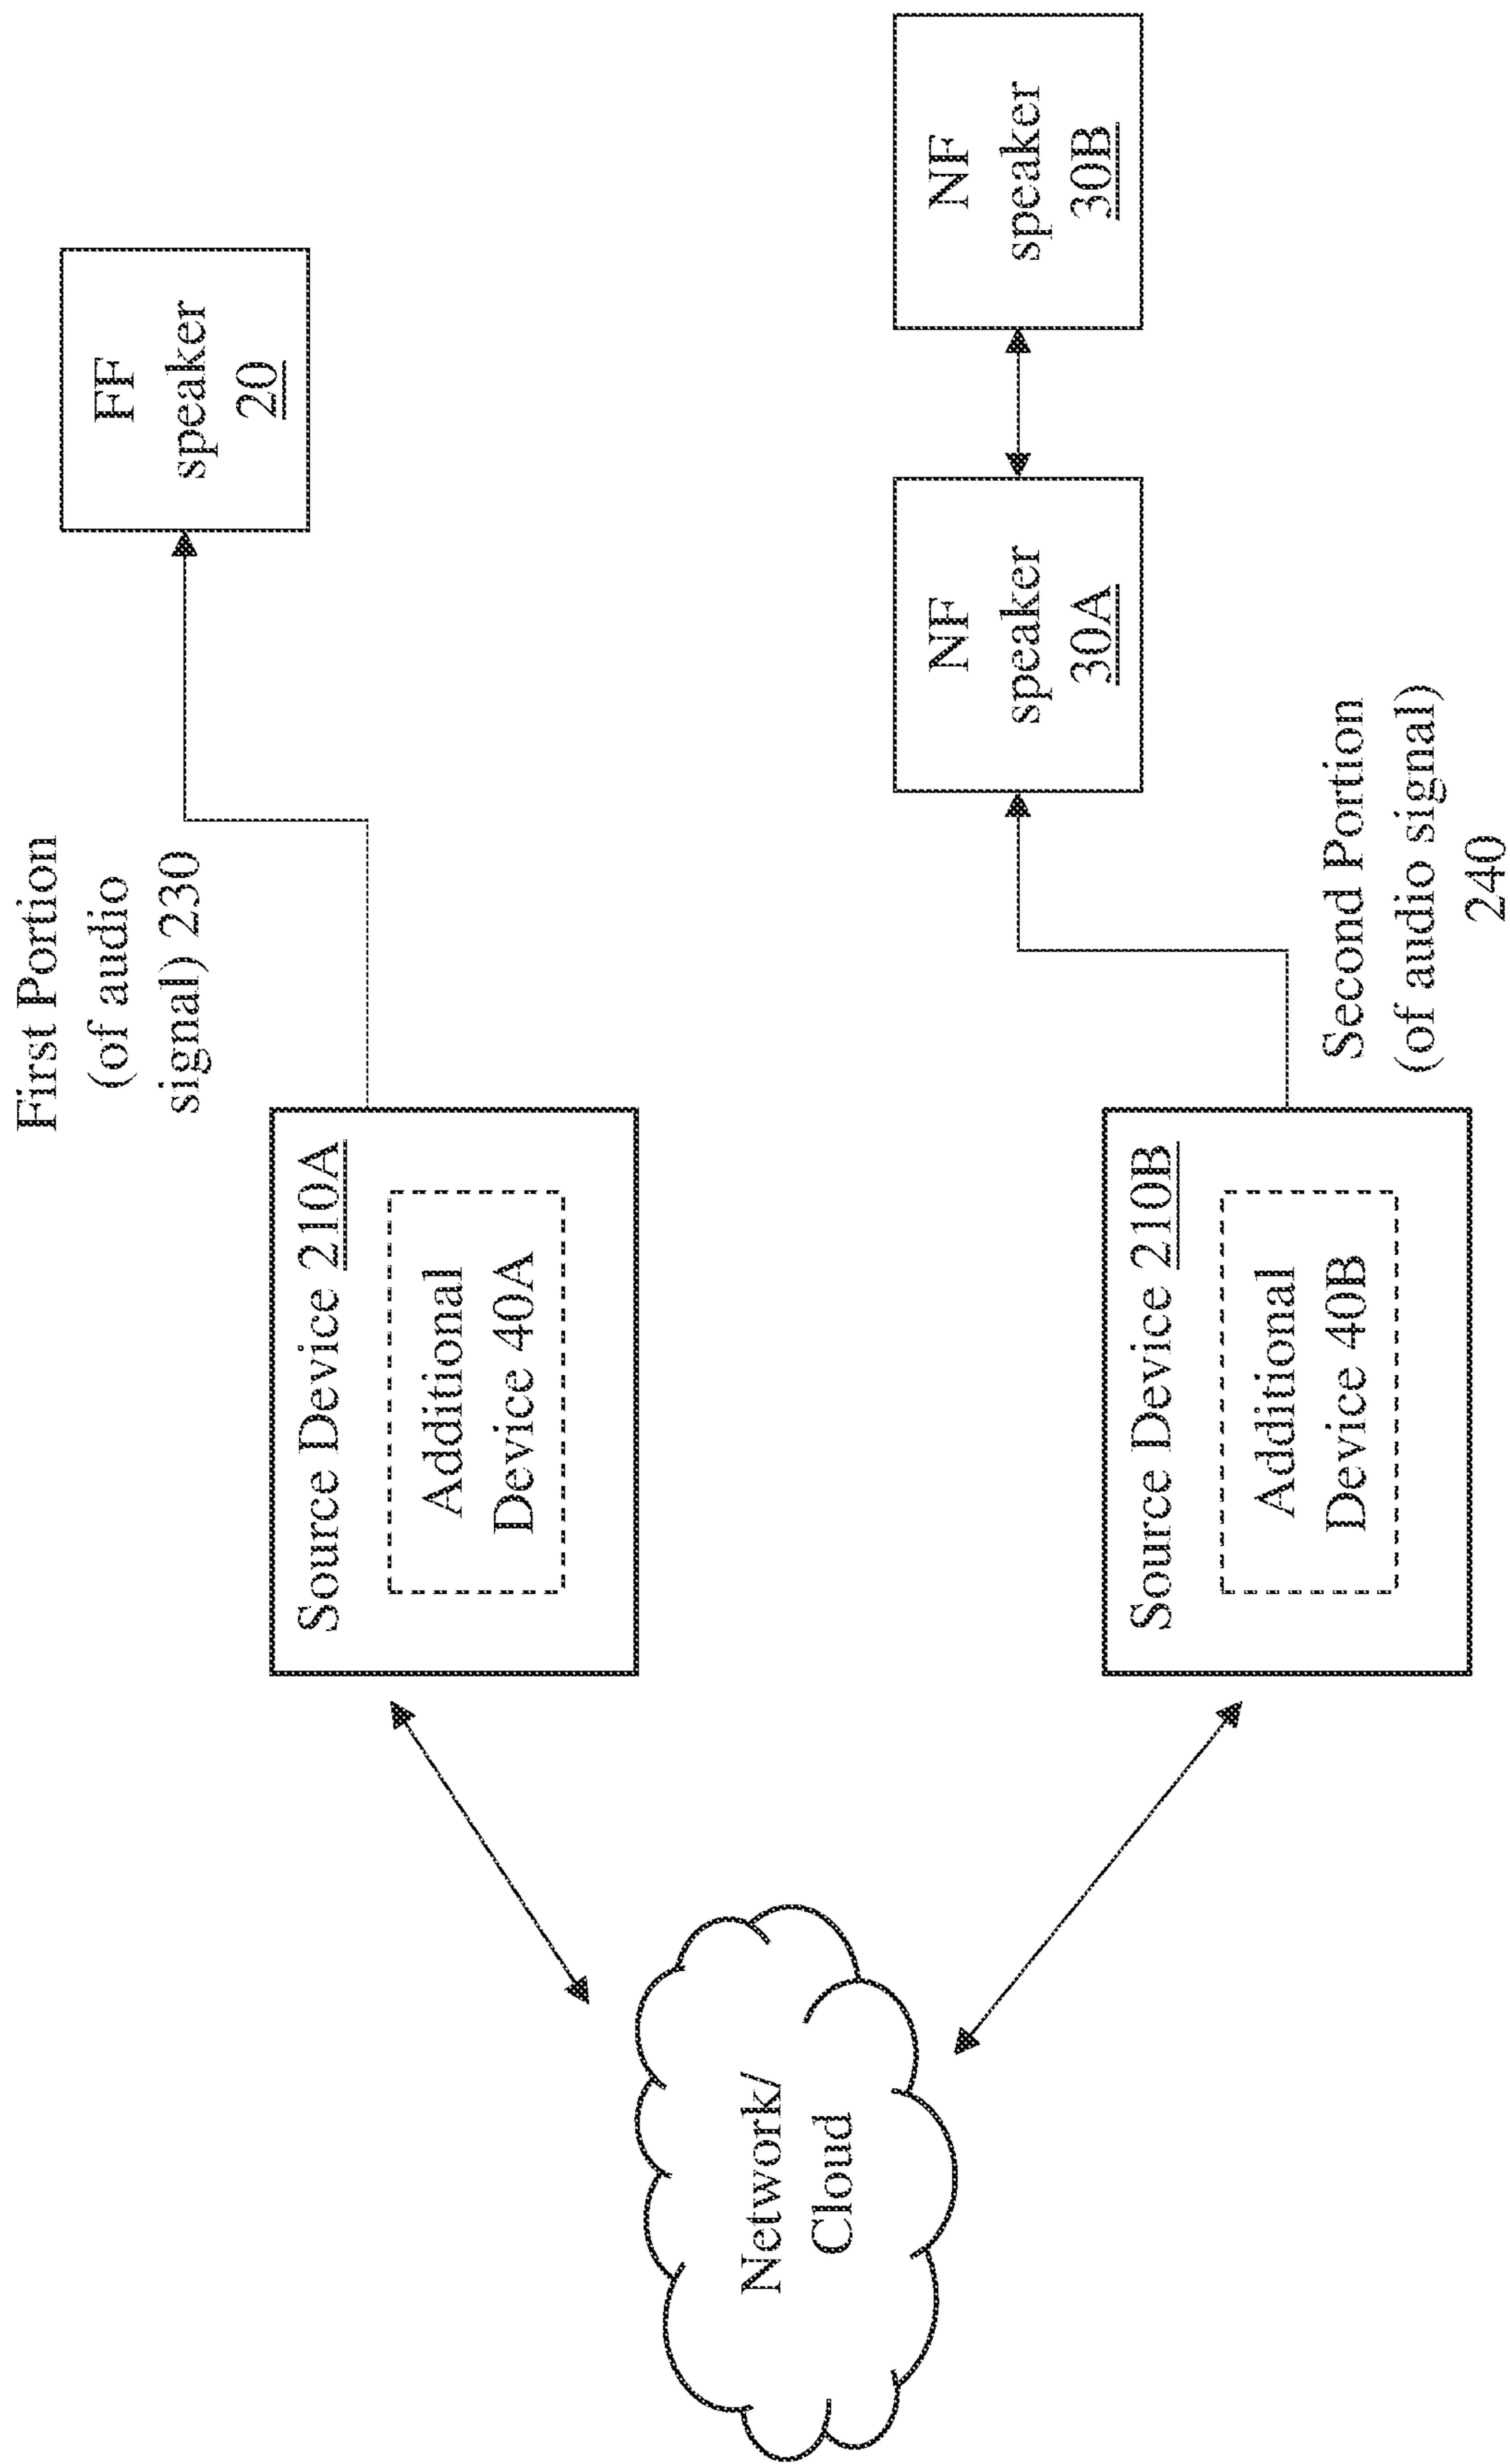 First Portion
(of audio
signal) 230
FF
speaker
20
Source Device 210A
Additional
Device 40A
Network/
Cloud
NF
speaker
30A
NF
speaker
30B
Source Device 210B
Additional
Device 40B
Second Portion
(of audio signal)
240